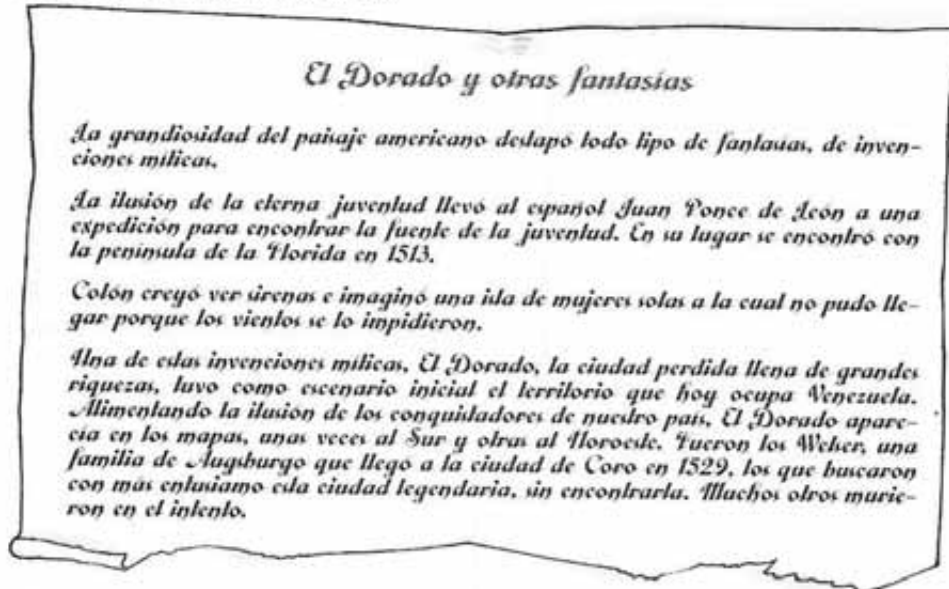 El Dorado y otras fantasías
La grandiosidad del paisaje americano destapó todo tipo de fantasías, de inven-
ciones míticas.
La ilusión de la eterna juventud llevó al español Juan Ponce de León a una
expedición para encontrar la fuente de la juventud. En su lugar se encontró con
la península de la Florida en 1513.
Colón creyó ver sirenas e imaginó una isla de mujeres solas a la cual no pudo lle-
gar porque los vientos se lo impidieron.
Una de estas invenciones míticas, El Dorado, la ciudad perdida llena de grandes
riquezas, tuvo como escenario inicial el territorio que hoy ocupa Venezuela.
Alimentando la ilusión de los conquistadores de nuestro país, El Dorado apare-
cía en los mapas, unas veces al Sur y otras al Noroeste. Fueron los Welser, una
familia de Augsburgo que llegó a la ciudad de Coro en 1529, los que buscaron
con más entusiamo esta ciudad legendaria, sin encontrarla. Muchos otros murie-
ron en el intento.